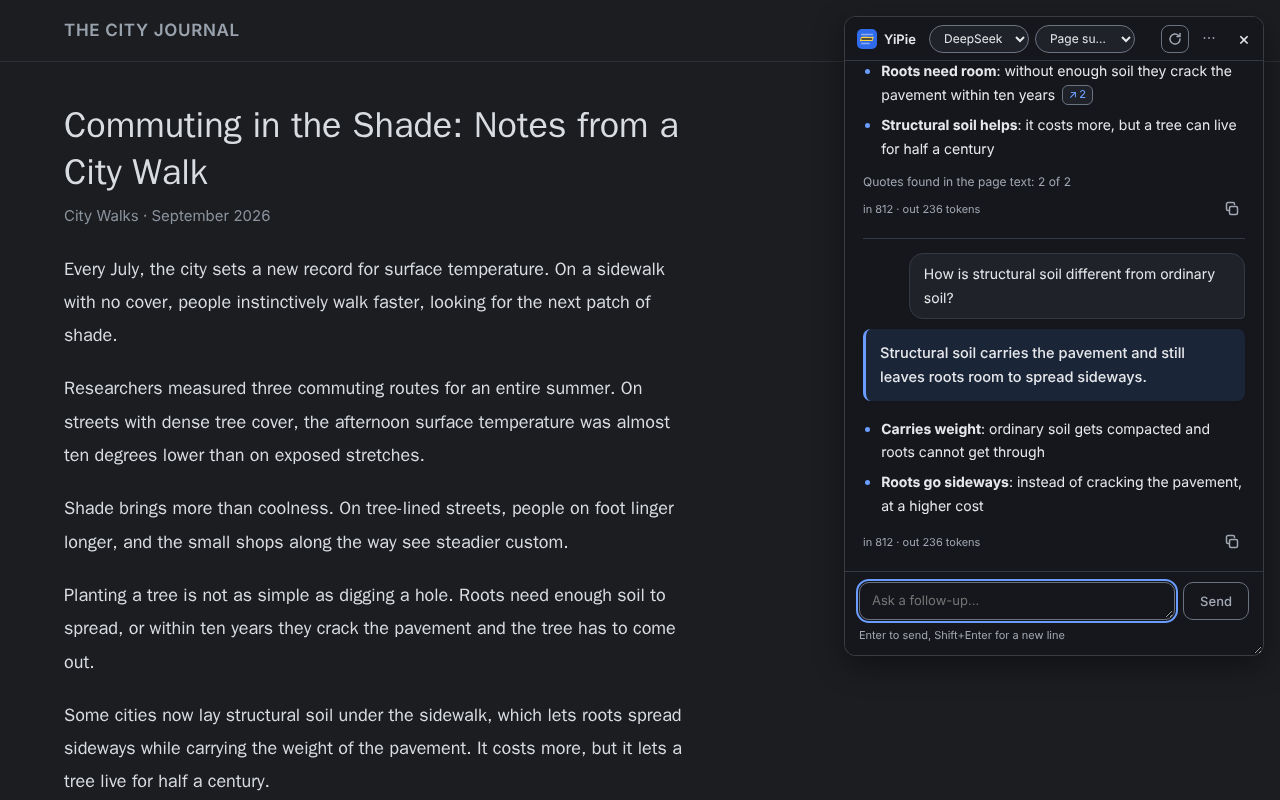 THE CITY JOURNAL
Commuting in the Shade: Notes from a
City Walk
City Walks · September 2026
Every July, the city sets a new record for surface temperature. On a sidewalk
with no cover, people instinctively walk faster, looking for the next patch of
shade.
Researchers measured three commuting routes for an entire summer. On
streets with dense tree cover, the afternoon surface temperature was almost
ten degrees lower than on exposed stretches.
Shade brings more than coolness. On tree-lined streets, people on foot linger
longer, and the small shops along the way see steadier custom.
Planting a tree is not as simple as digging a hole. Roots need enough soil to
spread, or within ten years they crack the pavement and the tree has to come
out.
Some cities now lay structural soil under the sidewalk, which lets roots spread
sideways while carrying the weight of the pavement. It costs more, but it lets a
tree live for half a century.
YiPie DeepSeek Page su... ··· ×
• Roots need room: without enough soil they crack the
pavement within ten years ↗2
• Structural soil helps: it costs more, but a tree can live
for half a century
Quotes found in the page text: 2 of 2
in 812 · out 236 tokens
How is structural soil different from ordinary
soil?
Structural soil carries the pavement and still
leaves roots room to spread sideways.
• Carries weight: ordinary soil gets compacted and
roots cannot get through
• Roots go sideways: instead of cracking the pavement,
at a higher cost
in 812 · out 236 tokens
Ask a follow-up...
Send
Enter to send, Shift+Enter for a new line